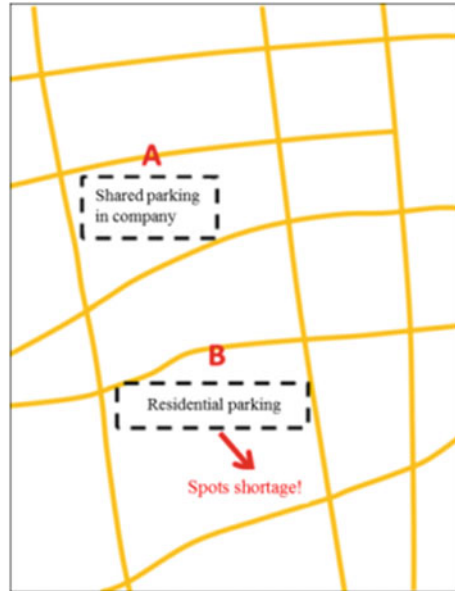 A
Shared parking
in company
B
Residential parking
Spots shortage!